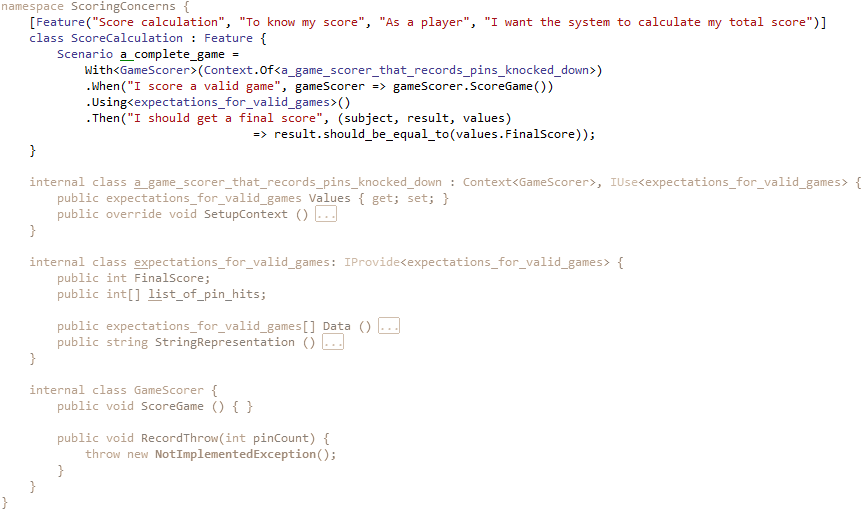 namespace ScoringConcerns {
    [Feature("Score calculation", "To know my score", "As a player", "I want the system to calculate my total score")]
    class ScoreCalculation : Feature {
        Scenario a_complete_game =
            With<GameScorer>(Context.Of<a_game_scorer_that_records_pins_knocked_down>)
            .When("I score a valid game", gameScorer => gameScorer.ScoreGame())
            .Using<expectations_for_valid_games>()
            .Then("I should get a final score", (subject, result, values)
                                    => result.should_be_equal_to(values.FinalScore));
    }

    internal class a_game_scorer_that_records_pins_knocked_down : Context<GameScorer>, IUse<expectations_for_valid_games> {
        public expectations_for_valid_games Values { get; set; }
        public override void SetupContext () ...
    }

    internal class expectations_for_valid_games: IProvide<expectations_for_valid_games> {
        public int FinalScore;
        public int[] list_of_pin_hits;

        public expectations_for_valid_games[] Data () ...
        public string StringRepresentation () ...
    }

    internal class GameScorer {
        public void ScoreGame () { }

        public void RecordThrow(int pinCount) {
            throw new NotImplementedException();
        }
    }
}